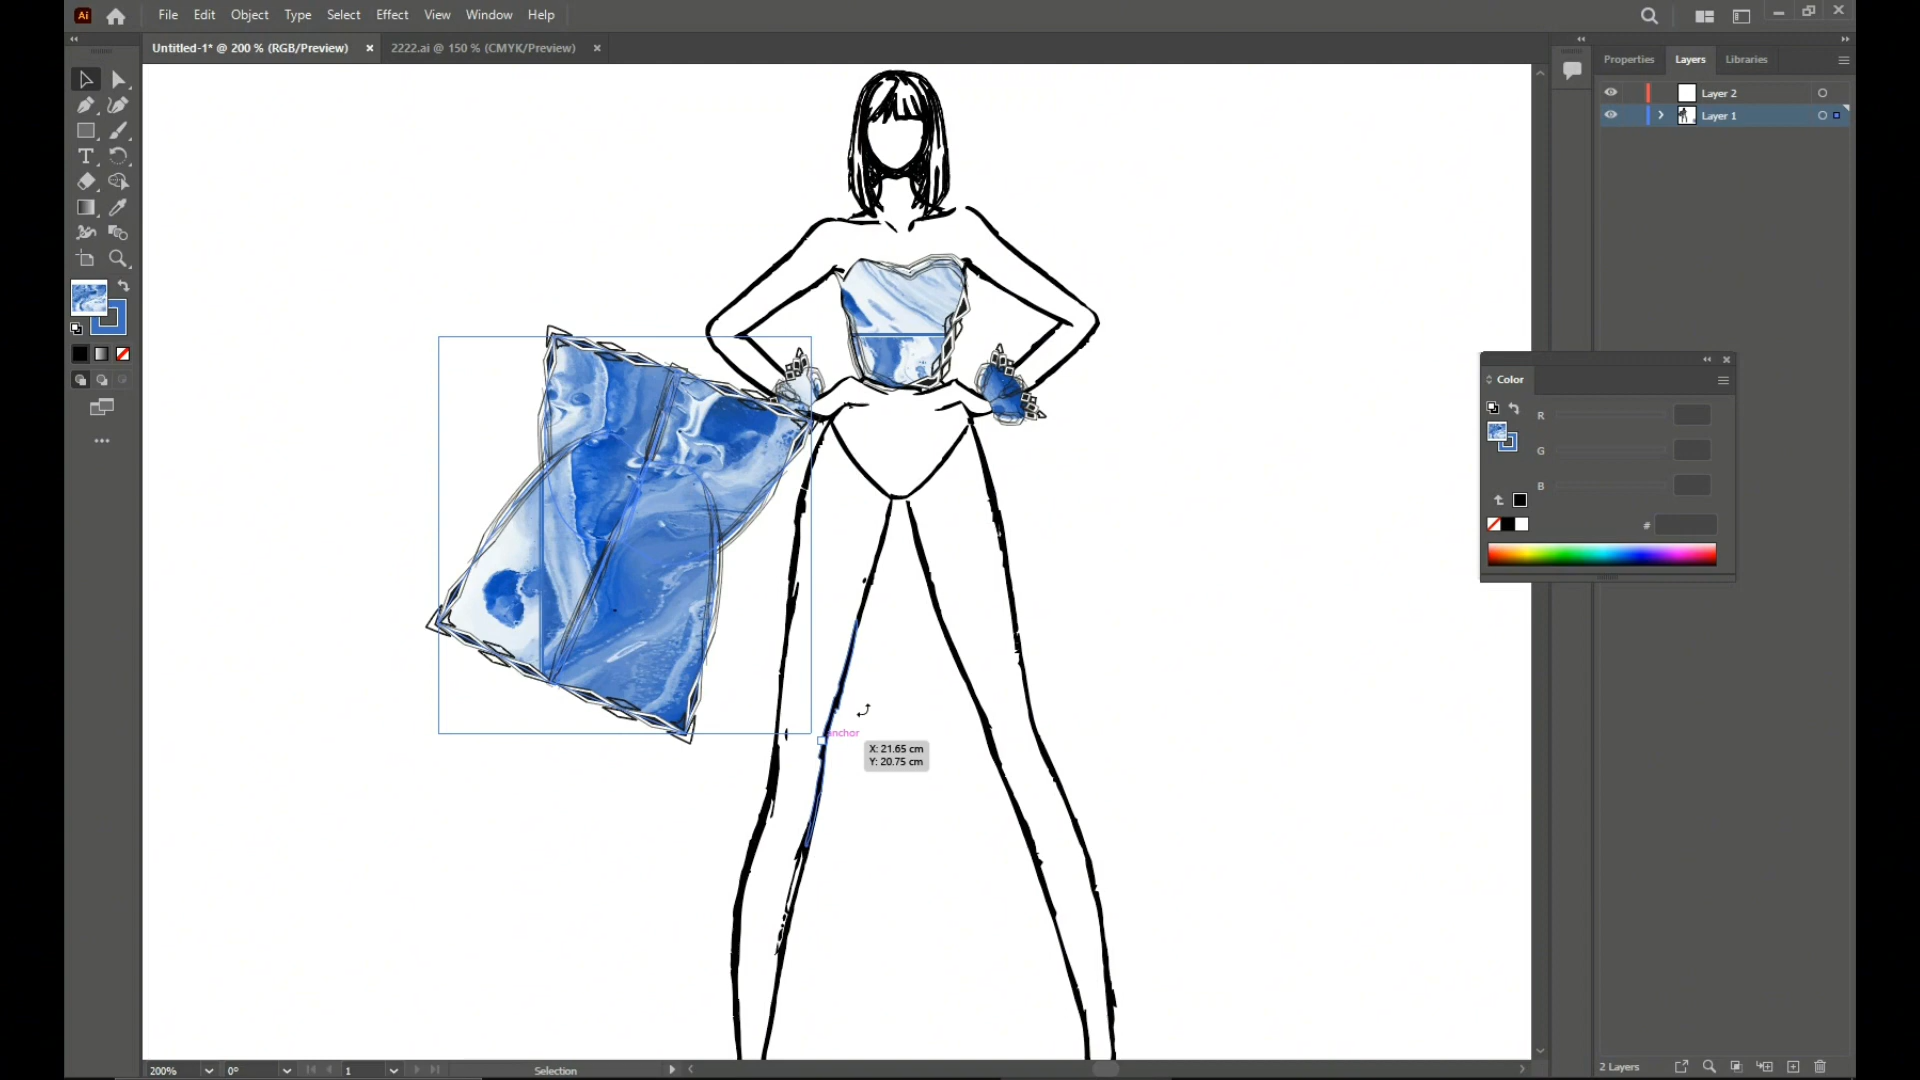 Ai File Edit Object Type Select Effect View Window Help
Untitled-1* @ 200 % (RGB/Preview) × 2222.ai @ 150 % (CMYK/Preview) ×
Properties Layers Libraries
Layer 2
Layer 1
T
Color
R
G
B
#
anchor
X: 21.65 cm
Y: 20.75 cm
200% 0° 1 Selection
2 Layers